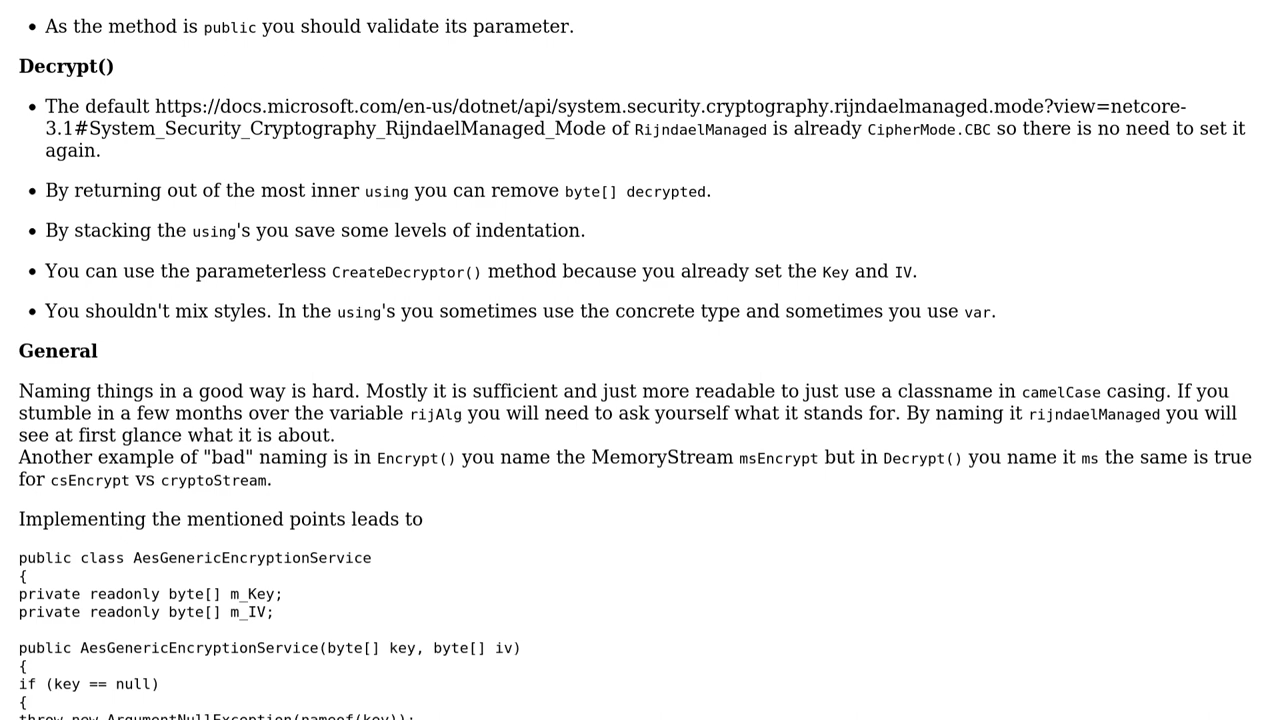 • As the method is public you should validate its parameter.
Decrypt()
• The default https://docs.microsoft.com/en-us/dotnet/api/system.security.cryptography.rijndaelmanaged.mode?view=netcore-
3.1#System_Security_Cryptography_RijndaelManaged_Mode of RijndaelManaged is already CipherMode.CBC so there is no need to set it
again.
• By returning out of the most inner using you can remove byte[] decrypted.
• By stacking the using's you save some levels of indentation.
• You can use the parameterless CreateDecryptor() method because you already set the Key and IV.
• You shouldn't mix styles. In the using's you sometimes use the concrete type and sometimes you use var.
General
Naming things in a good way is hard. Mostly it is sufficient and just more readable to just use a classname in camelCase casing. If you
stumble in a few months over the variable rijAlg you will need to ask yourself what it stands for. By naming it rijndaelManaged you will
see at first glance what it is about.
Another example of "bad" naming is in Encrypt() you name the MemoryStream msEncrypt but in Decrypt() you name it ms the same is true
for csEncrypt vs cryptoStream.
Implementing the mentioned points leads to
public class AesGenericEncryptionService
{
private readonly byte[] m_Key;
private readonly byte[] m_IV;
public AesGenericEncryptionService(byte[] key, byte[] iv)
{
if (key == null)
{
throw new ArgumentNullException(nameof(key));